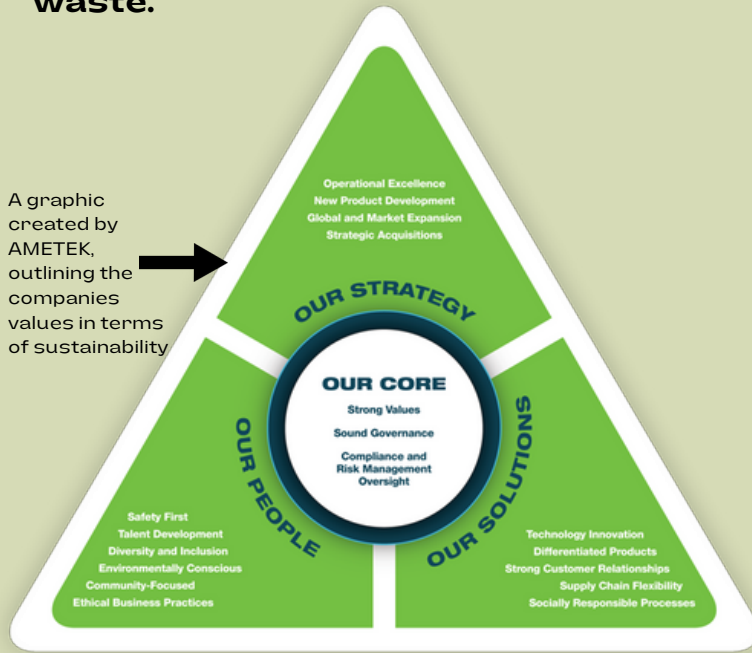 waste.
A graphic
created by
AMETEK,
outlining the
companies
values in terms
of sustainability
Operational Excellence
New Product Development
Global and Market Expansion
Strategic Acquisitions
OUR STRATEGY
OUR CORE
Strong Values
Sound Governance
Compliance and
Risk Management
Oversight
OUR PEOPLE
Safety First
Talent Development
Diversity and Inclusion
Environmentally Conscious
Community-Focused
Ethical Business Practices
OUR SOLUTIONS
Technology Innovation
Differentiated Products
Strong Customer Relationships
Supply Chain Flexibility
Socially Responsible Processes